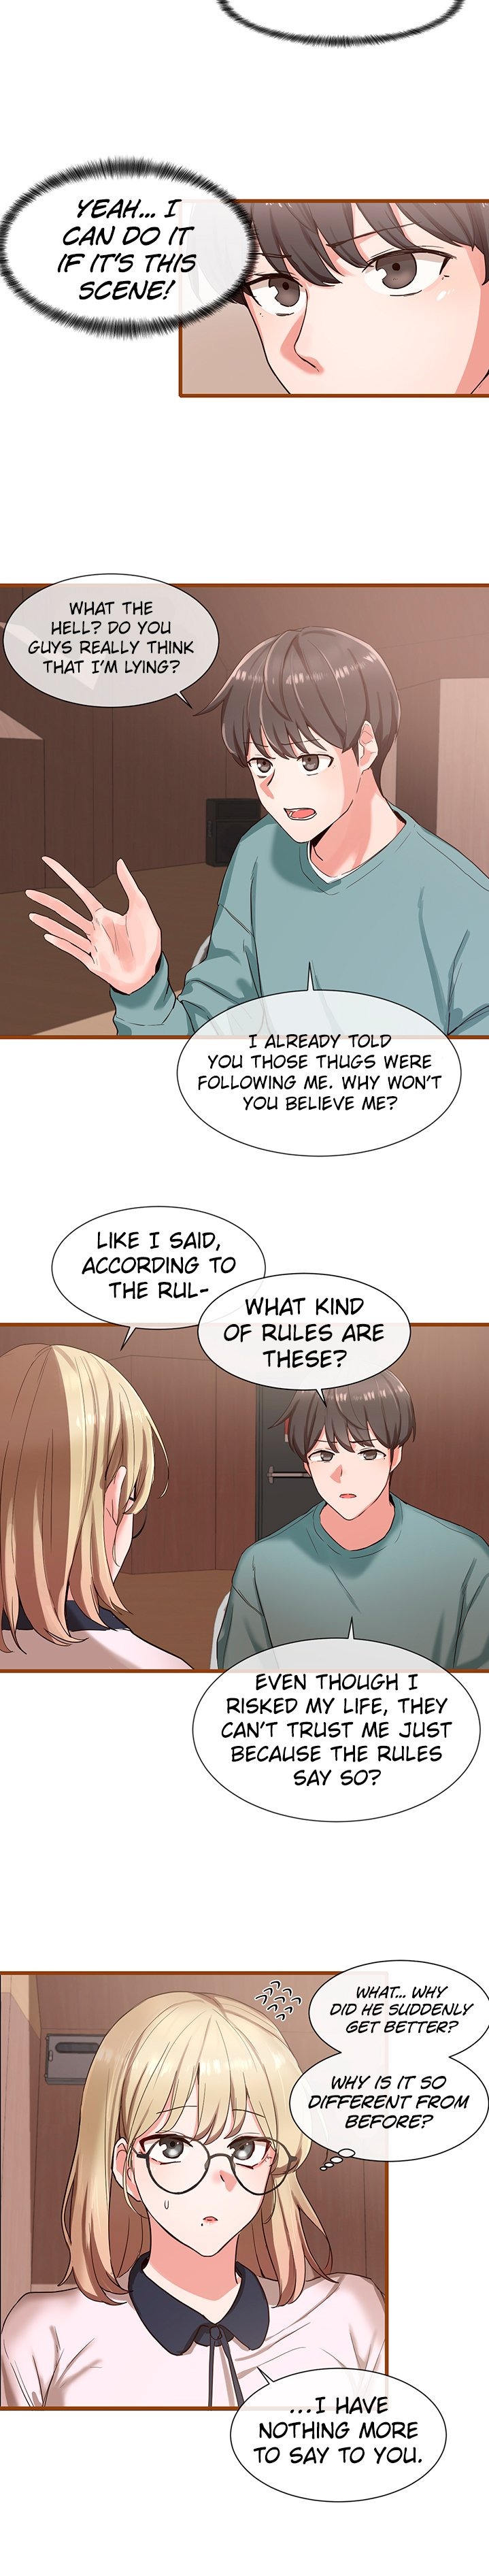 YEAH... I
CAN DO IT
IF IT'S THIS
SCENE!
WHAT THE
HELL? DO YOU
GUYS REALLY THINK
THAT I'M LYING?
I ALREADY TOLD
YOU THOSE THUGS WERE
FOLLOWING ME. WHY WON'T
YOU BELIEVE ME?
LIKE I SAID,
ACCORDING TO
THE RUL-
WHAT KIND
OF RULES ARE
THESE?
EVEN THOUGH I
RISKED MY LIFE, THEY
CAN'T TRUST ME JUST
BECAUSE THE RULES
SAY SO?
WHAT... WHY
DID HE SUDDENLY
GET BETTER?
WHY IS IT SO
DIFFERENT FROM
BEFORE?
...I HAVE
NOTHING MORE
TO SAY TO YOU.